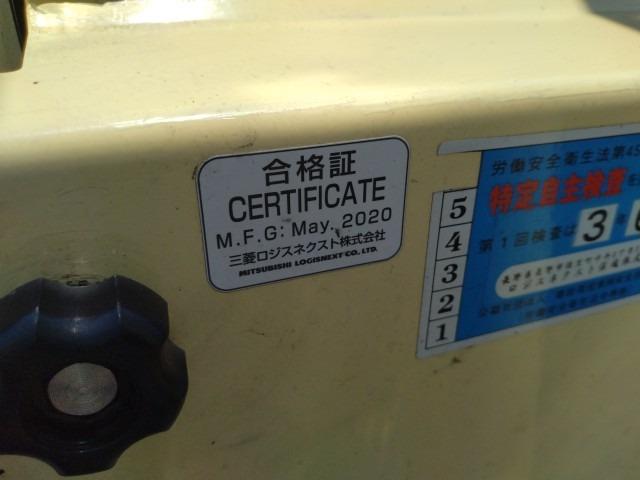 合格証
CERTIFICATE
M.F.G: May. 2020
三菱ロジスネクスト株式会社
MITSUBISHI LOGISNEXT CO., LTD.
労働安全衛生法第45
特定自主検査を
第1回検査は 3 年
5
4
3
2
1